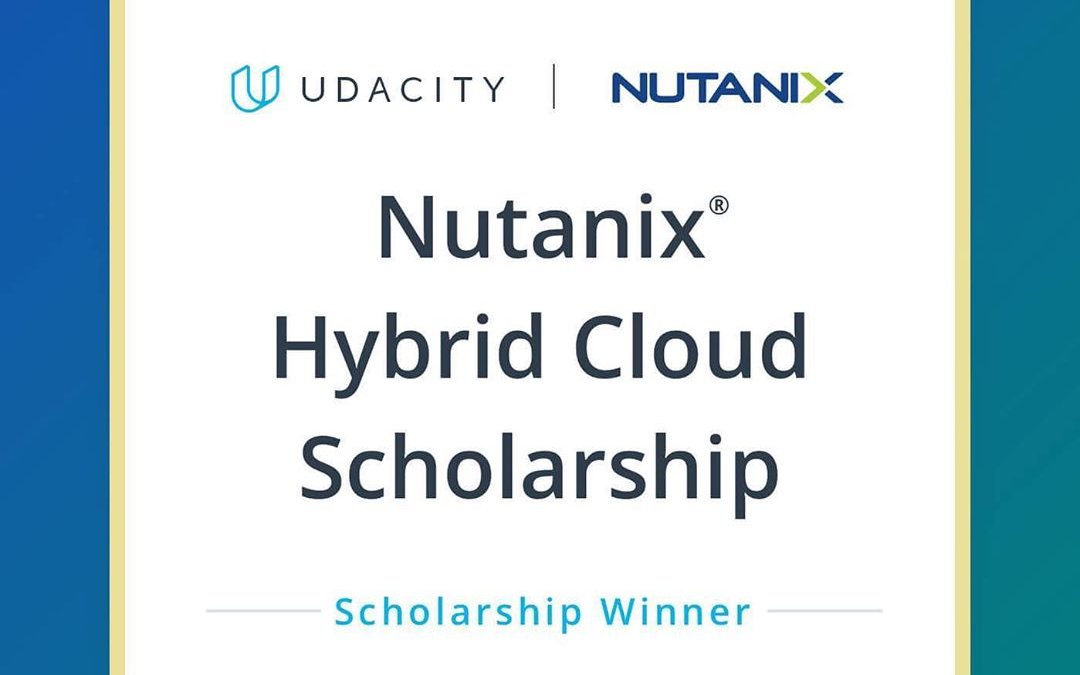 UDACITY | NUTANIX
Nutanix®
Hybrid Cloud
Scholarship
Scholarship Winner